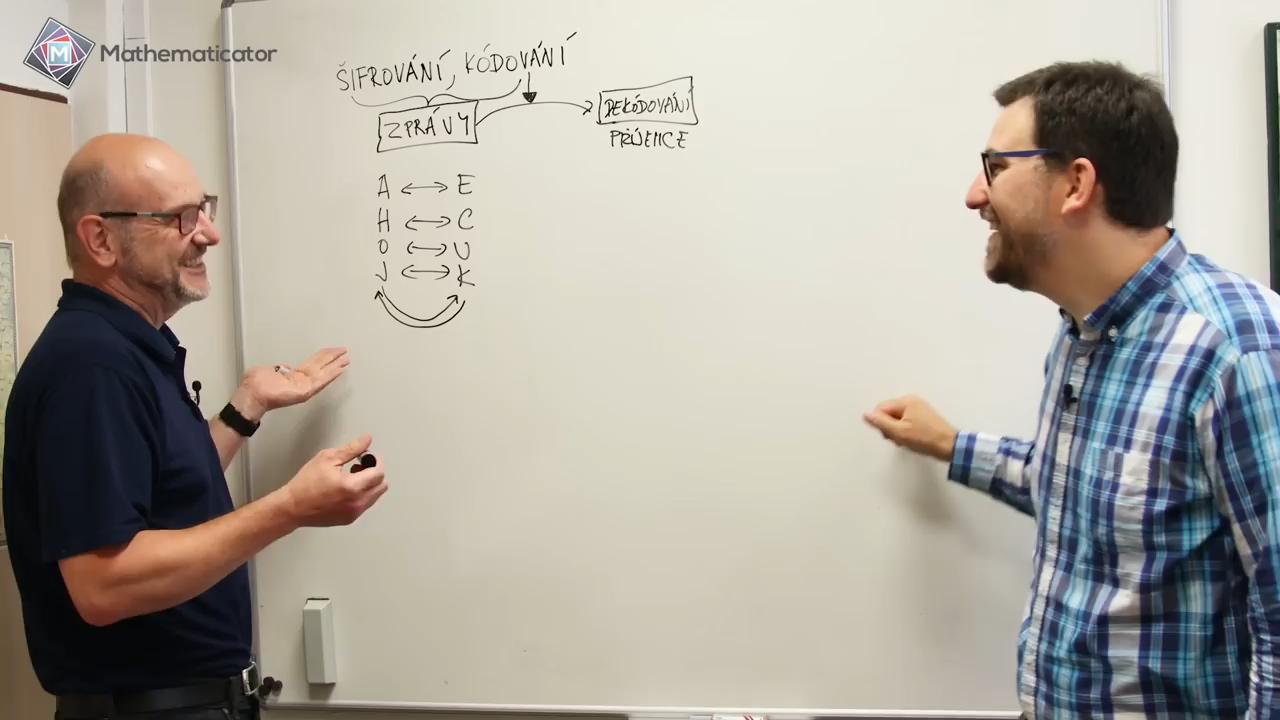 Mathematicator
ŠIFROVÁNÍ, KÓDOVÁNÍ
ZPRÁVY
DEKÓDOVÁNÍ
PŘÍJEMCE
A ↔ E
H ↔ C
O ↔ U
J ↔ K